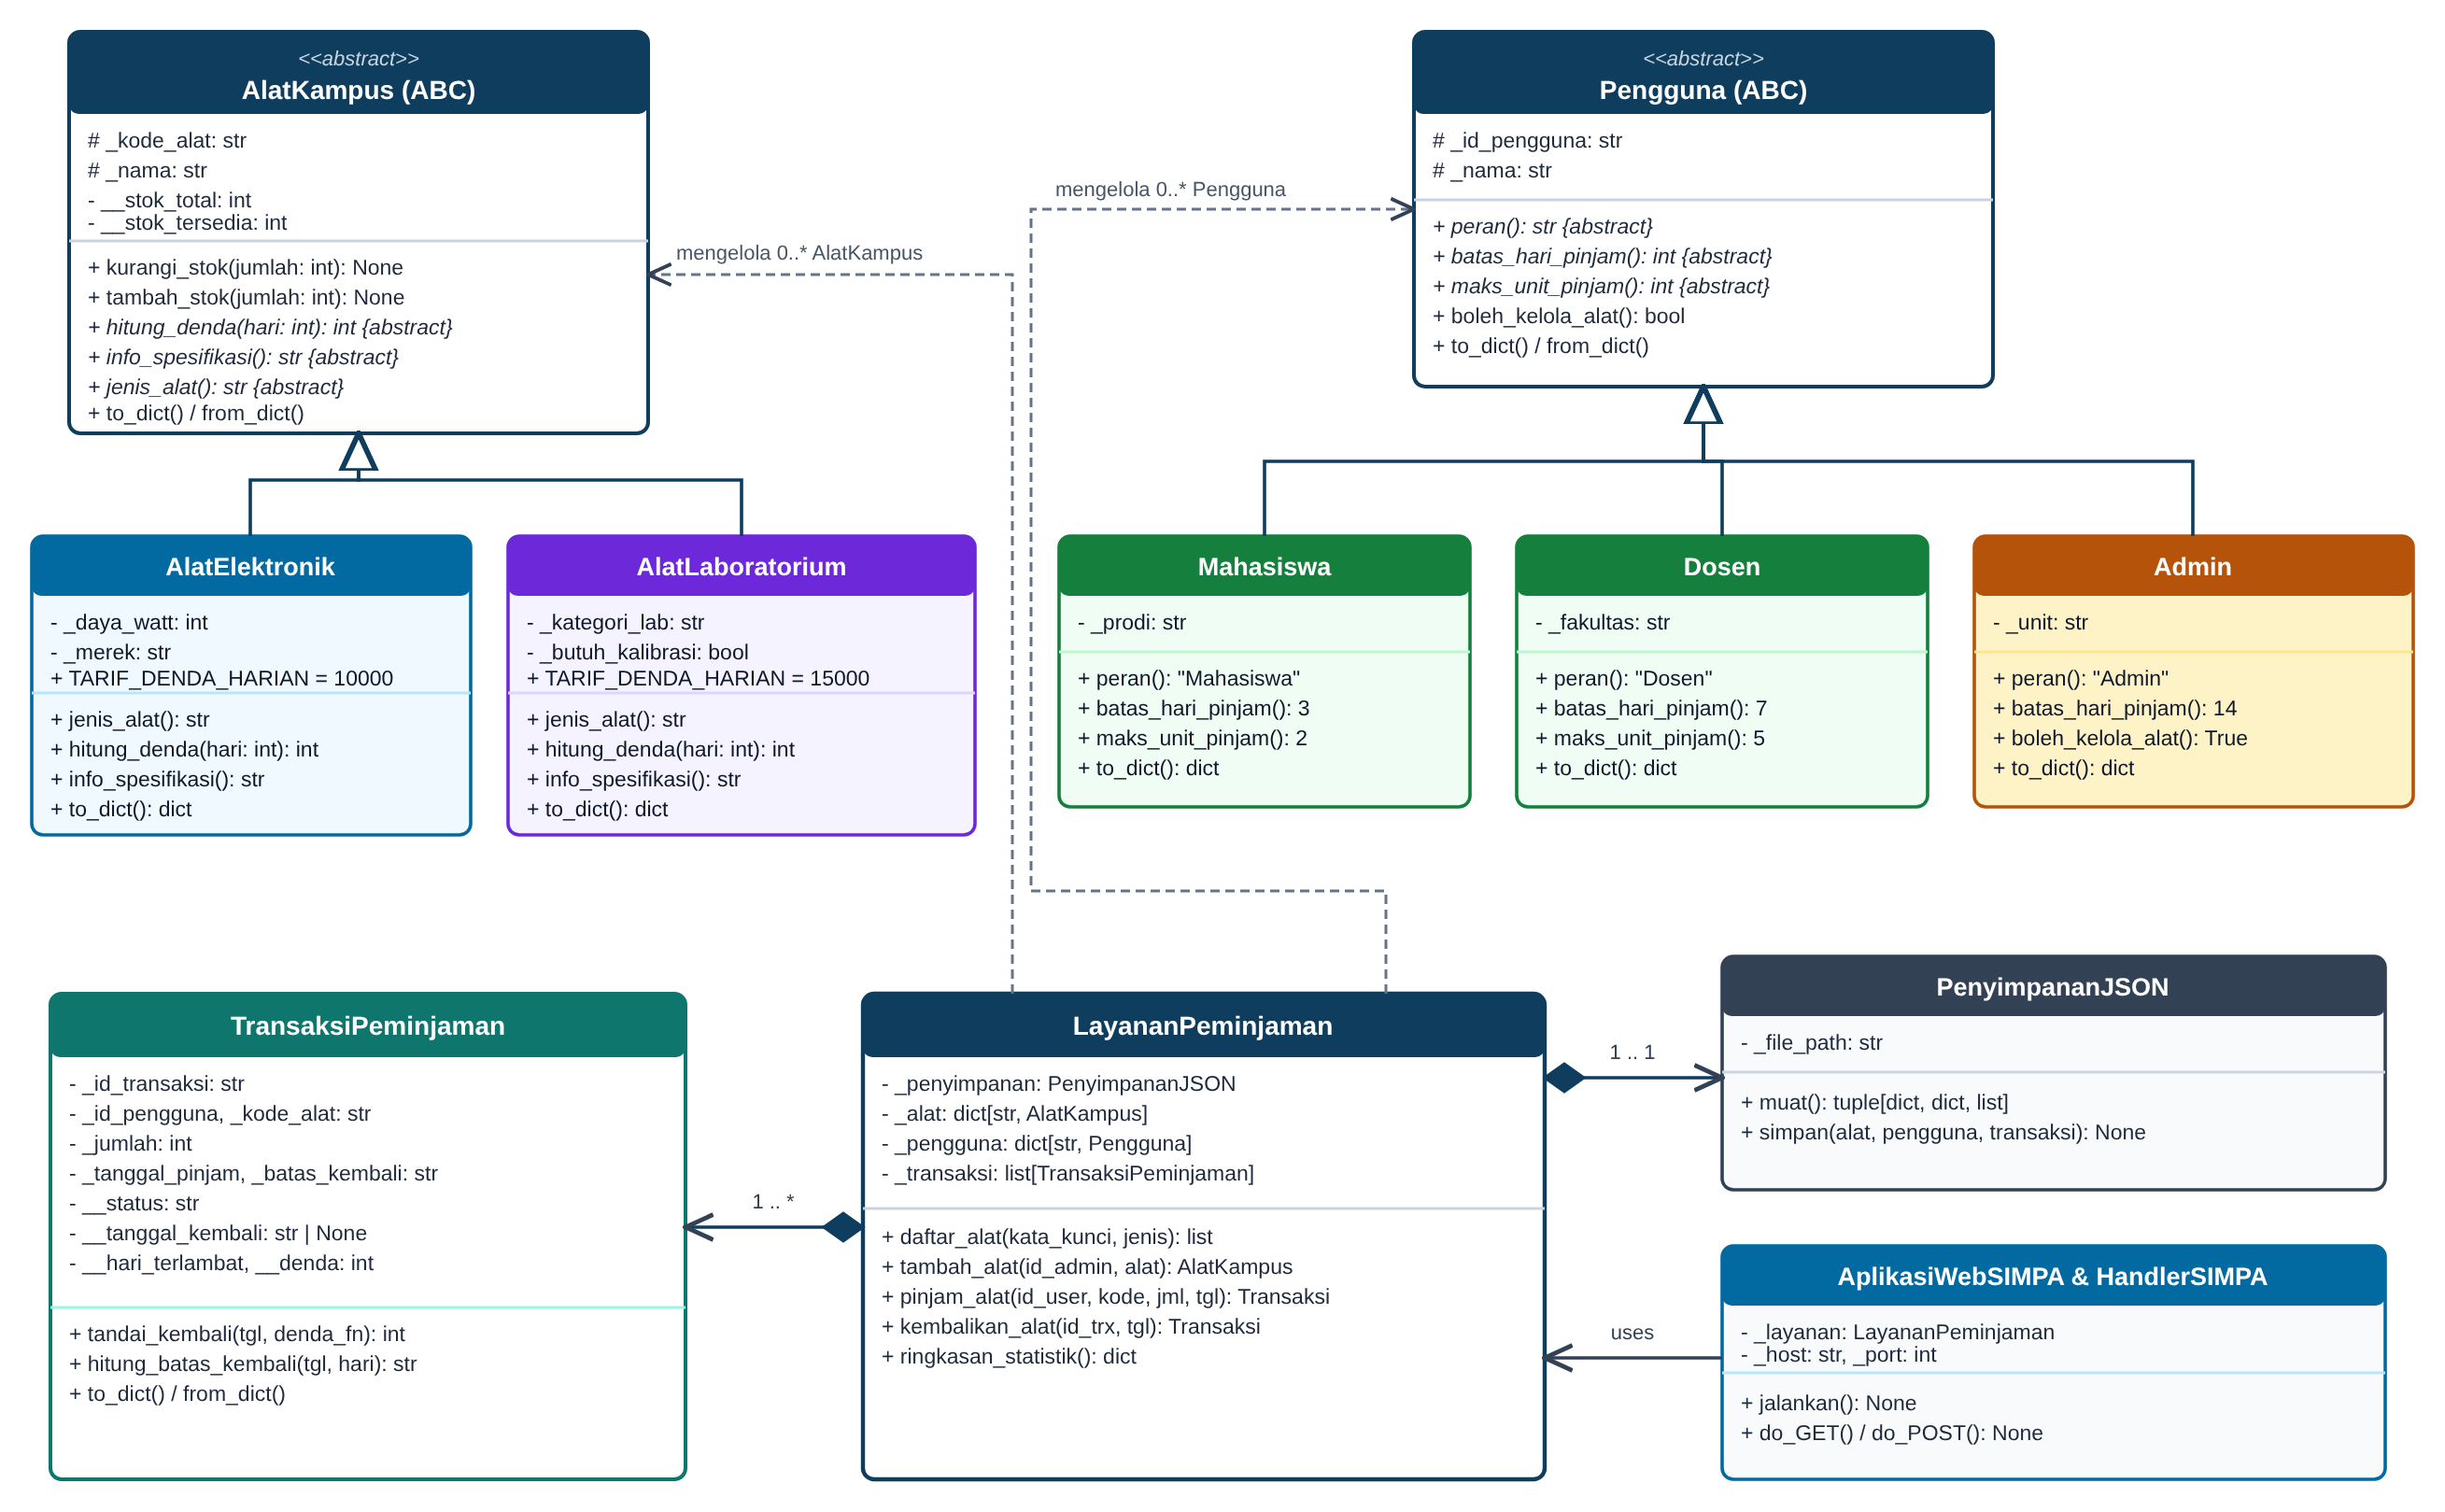 <<abstract>>
AlatKampus (ABC)
# _kode_alat: str
# _nama: str
- __stok_total: int
- __stok_tersedia: int
+ kurangi_stok(jumlah: int): None
+ tambah_stok(jumlah: int): None
+ hitung_denda(hari: int): int {abstract}
+ info_spesifikasi(): str {abstract}
+ jenis_alat(): str {abstract}
+ to_dict() / from_dict()
mengelola 0..* AlatKampus
mengelola 0..* Pengguna
<<abstract>>
Pengguna (ABC)
# _id_pengguna: str
# _nama: str
+ peran(): str {abstract}
+ batas_hari_pinjam(): int {abstract}
+ maks_unit_pinjam(): int {abstract}
+ boleh_kelola_alat(): bool
+ to_dict() / from_dict()
AlatElektronik
- _daya_watt: int
- _merek: str
+ TARIF_DENDA_HARIAN = 10000
+ jenis_alat(): str
+ hitung_denda(hari: int): int
+ info_spesifikasi(): str
+ to_dict(): dict
AlatLaboratorium
- _kategori_lab: str
- _butuh_kalibrasi: bool
+ TARIF_DENDA_HARIAN = 15000
+ jenis_alat(): str
+ hitung_denda(hari: int): int
+ info_spesifikasi(): str
+ to_dict(): dict
Mahasiswa
- _prodi: str
+ peran(): "Mahasiswa"
+ batas_hari_pinjam(): 3
+ maks_unit_pinjam(): 2
+ to_dict(): dict
Dosen
- _fakultas: str
+ peran(): "Dosen"
+ batas_hari_pinjam(): 7
+ maks_unit_pinjam(): 5
+ to_dict(): dict
Admin
- _unit: str
+ peran(): "Admin"
+ batas_hari_pinjam(): 14
+ boleh_kelola_alat(): True
+ to_dict(): dict
TransaksiPeminjaman
- _id_transaksi: str
- _id_pengguna, _kode_alat: str
- _jumlah: int
- _tanggal_pinjam, _batas_kembali: str
- __status: str
- __tanggal_kembali: str | None
- __hari_terlambat, __denda: int
+ tandai_kembali(tgl, denda_fn): int
+ hitung_batas_kembali(tgl, hari): str
+ to_dict() / from_dict()
1 .. *
LayananPeminjaman
- _penyimpanan: PenyimpananJSON
- _alat: dict[str, AlatKampus]
- _pengguna: dict[str, Pengguna]
- _transaksi: list[TransaksiPeminjaman]
+ daftar_alat(kata_kunci, jenis): list
+ tambah_alat(id_admin, alat): AlatKampus
+ pinjam_alat(id_user, kode, jml, tgl): Transaksi
+ kembalikan_alat(id_trx, tgl): Transaksi
+ ringkasan_statistik(): dict
1 .. 1
PenyimpananJSON
- _file_path: str
+ muat(): tuple[dict, dict, list]
+ simpan(alat, pengguna, transaksi): None
uses
AplikasiWebSIMPA & HandlerSIMPA
- _layanan: LayananPeminjaman
- _host: str, _port: int
+ jalankan(): None
+ do_GET() / do_POST(): None